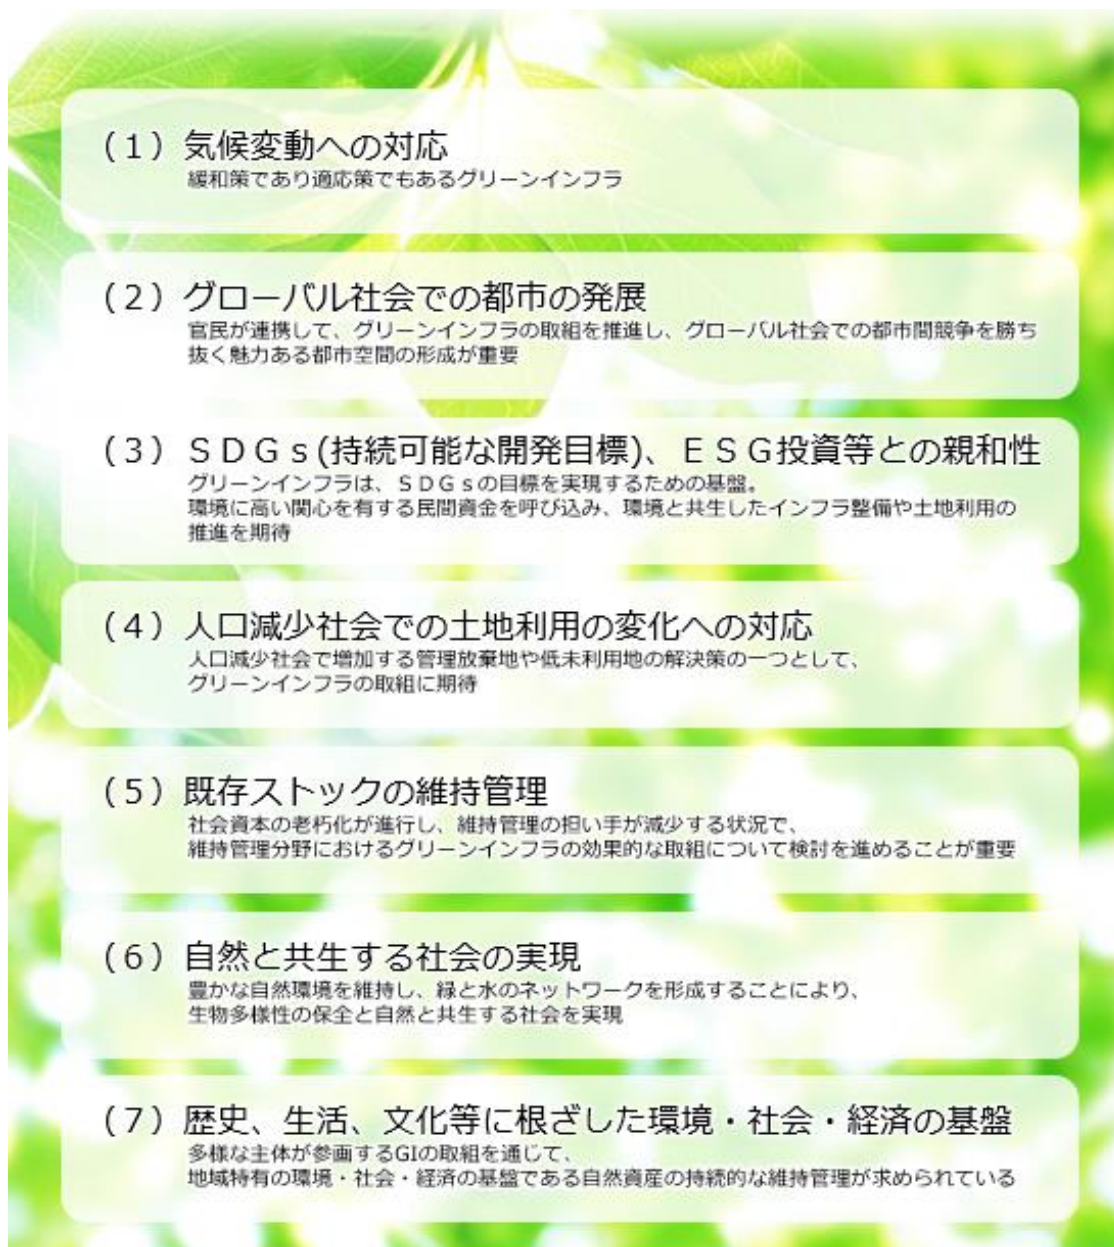 （1）気候変動への対応
緩和策であり適応策でもあるグリーンインフラ
（2）グローバル社会での都市の発展
官民が連携して、グリーンインフラの取組を推進し、グローバル社会での都市間競争を勝ち
抜く魅力ある都市空間の形成が重要
（3）ＳＤＧｓ(持続可能な開発目標)、ＥＳＧ投資等との親和性
グリーンインフラは、ＳＤＧｓの目標を実現するための基盤。
環境に高い関心を有する民間資金を呼び込み、環境と共生したインフラ整備や土地利用の
推進を期待
（4）人口減少社会での土地利用の変化への対応
人口減少社会で増加する管理放棄地や低未利用地の解決策の一つとして、
グリーンインフラの取組に期待
（5）既存ストックの維持管理
社会資本の老朽化が進行し、維持管理の担い手が減少する状況で、
維持管理分野におけるグリーンインフラの効果的な取組について検討を進めることが重要
（6）自然と共生する社会の実現
豊かな自然環境を維持し、緑と水のネットワークを形成することにより、
生物多様性の保全と自然と共生する社会を実現
（7）歴史、生活、文化等に根ざした環境・社会・経済の基盤
多様な主体が参画するGIの取組を通じて、
地域特有の環境・社会・経済の基盤である自然資産の持続的な維持管理が求められている